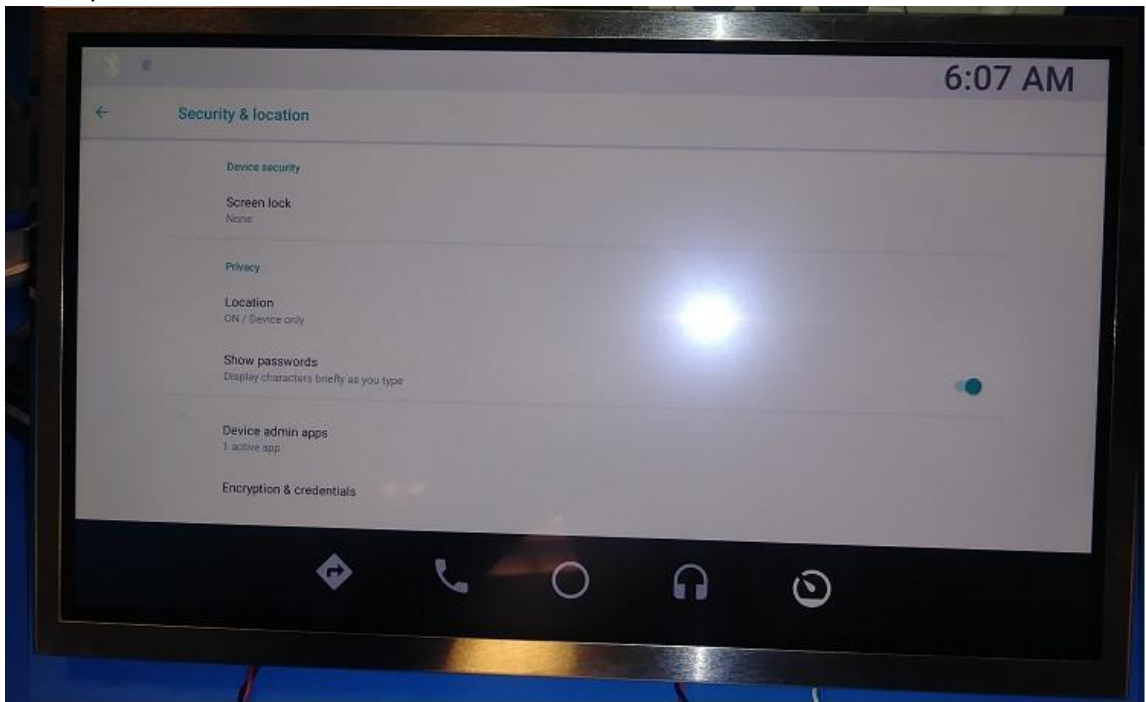 6:07 AM
Security & location
Device security
Screen lock
None
Privacy
Location
ON / Device only
Show passwords
Display characters briefly as you type
Device admin apps
1 active app
Encryption & credentials